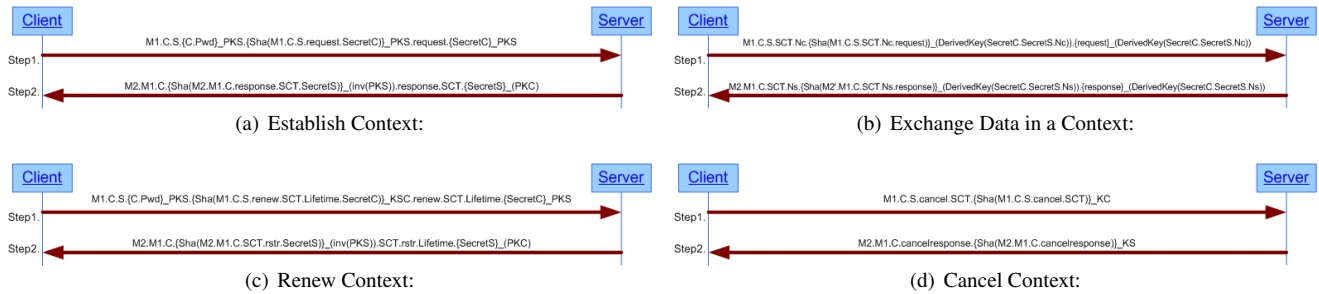 Client
Server
M1.C.S.{C.Pwd}_PKS.{Sha(M1.C.S.request.SecretC)}_PKS.request.{SecretC}_PKS
Step1.
M2.M1.C.{Sha(M2.M1.C.response.SCT.SecretS)}_(inv(PKS)).response.SCT.{SecretS}_(PKC)
Step2.
(a) Establish Context:
Client
Server
M1.C.S.SCT.Nc.{Sha(M1.C.S.SCT.Nc.request)}_(DerivedKey(SecretC.SecretS.Nc)).{request}_(DerivedKey(SecretC.SecretS.Nc))
Step1.
M2.M1.C.SCT.Ns.{Sha(M2'.M1.C.SCT.Ns.response)}_(DerivedKey(SecretC.SecretS.Ns)).{response}_(DerivedKey(SecretC.SecretS.Ns))
Step2.
(b) Exchange Data in a Context:
Client
Server
M1.C.S.{C.Pwd}_PKS.{Sha(M1.C.S.renew.SCT.Lifetime.SecretC)}_KSC.renew.SCT.Lifetime.{SecretC}_PKS
Step1.
M2.M1.C.{Sha(M2.M1.C.SCT.rstr.SecretS)}_(inv(PKS)).SCT.rstr.Lifetime.{SecretS}_(PKC)
Step2.
(c) Renew Context:
Client
Server
M1.C.S.cancel.SCT.{Sha(M1.C.S.cancel.SCT)}_KC
Step1.
M2.M1.C.cancelresponse.{Sha(M2.M1.C.cancelresponse)}_KS
Step2.
(d) Cancel Context: